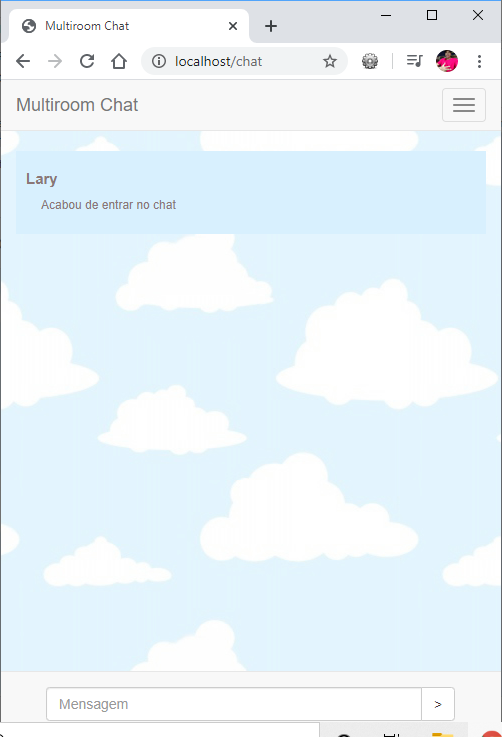 Multiroom Chat
localhost/chat
Multiroom Chat
Lary
Acabou de entrar no chat
Mensagem
>